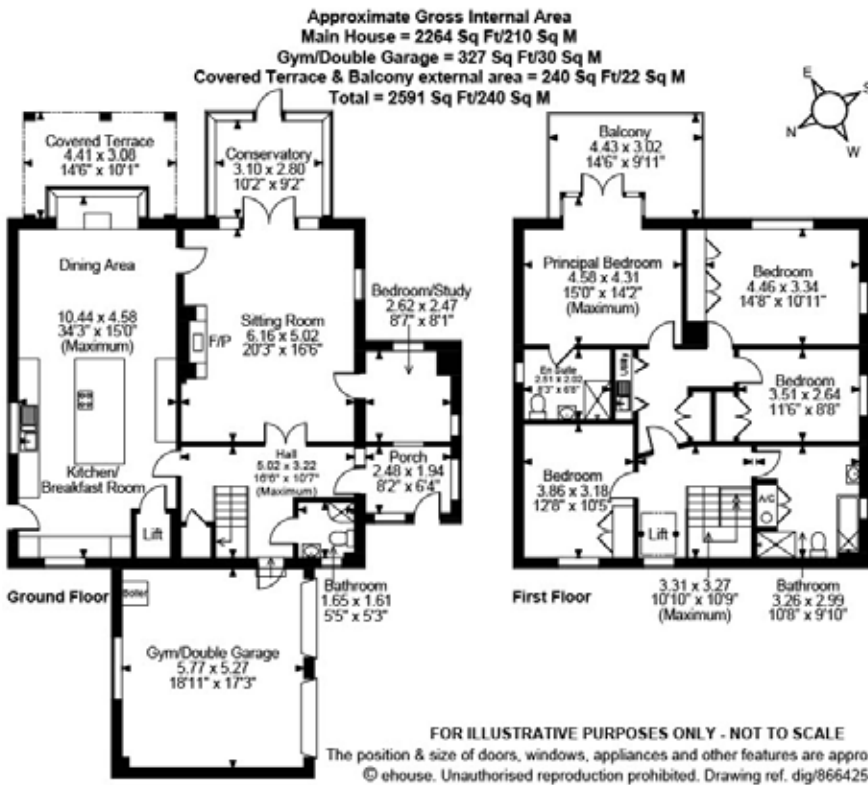 Approximate Gross Internal Area
Main House = 2264 Sq Ft/210 Sq M
Gym/Double Garage = 327 Sq Ft/30 Sq M
Covered Terrace & Balcony external area = 240 Sq Ft/22 Sq M
Total = 2591 Sq Ft/240 Sq M
E
S
N
W
Covered Terrace
4.41 x 3.08
14'6" x 10'1"
Conservatory
3.10 x 2.80
10'2" x 9'2"
Dining Area
10.44 x 4.58
34'3" x 15'0"
(Maximum)
Kitchen/
Breakfast Room
F/P
Sitting Room
6.16 x 5.02
20'3" x 16'6"
Bedroom/Study
2.62 x 2.47
8'7" x 8'1"
Hall
5.02 x 3.22
16'6" x 10'7"
(Maximum)
Porch
2.48 x 1.94
8'2" x 6'4"
Lift
Bathroom
1.65 x 1.61
5'5" x 5'3"
Ground Floor
Boiler
Gym/Double Garage
5.77 x 5.27
18'11" x 17'3"
Balcony
4.43 x 3.02
14'6" x 9'11"
Principal Bedroom
4.58 x 4.31
15'0" x 14'2"
(Maximum)
Bedroom
4.46 x 3.34
14'8" x 10'11"
En Suite
2.51 x 2.02
8'3" x 6'8"
Utility
Bedroom
3.51 x 2.64
11'6" x 8'8"
Bedroom
3.86 x 3.18
12'8" x 10'5"
Lift
A/C
3.31 x 3.27
10'10" x 10'9"
(Maximum)
Bathroom
3.26 x 2.99
10'8" x 9'10"
First Floor
FOR ILLUSTRATIVE PURPOSES ONLY - NOT TO SCALE
The position & size of doors, windows, appliances and other features are appro
© ehouse. Unauthorised reproduction prohibited. Drawing ref. dig/866425